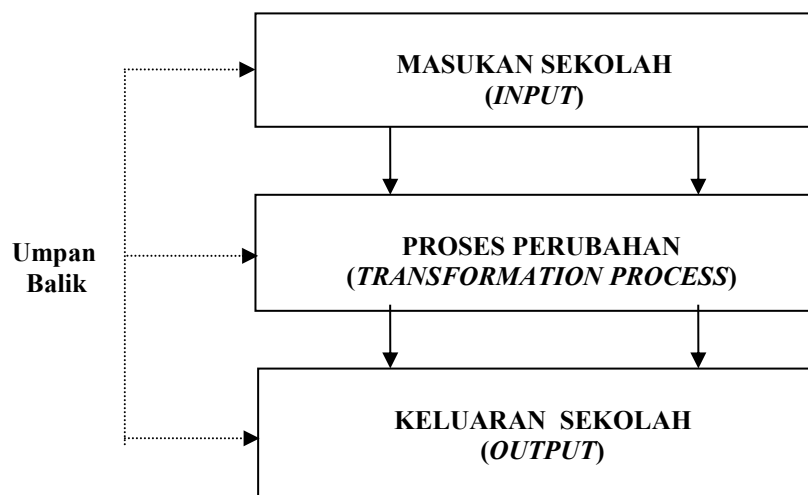 MASUKAN SEKOLAH
(INPUT)
Umpan
Balik
PROSES PERUBAHAN
(TRANSFORMATION PROCESS)
KELUARAN SEKOLAH
(OUTPUT)